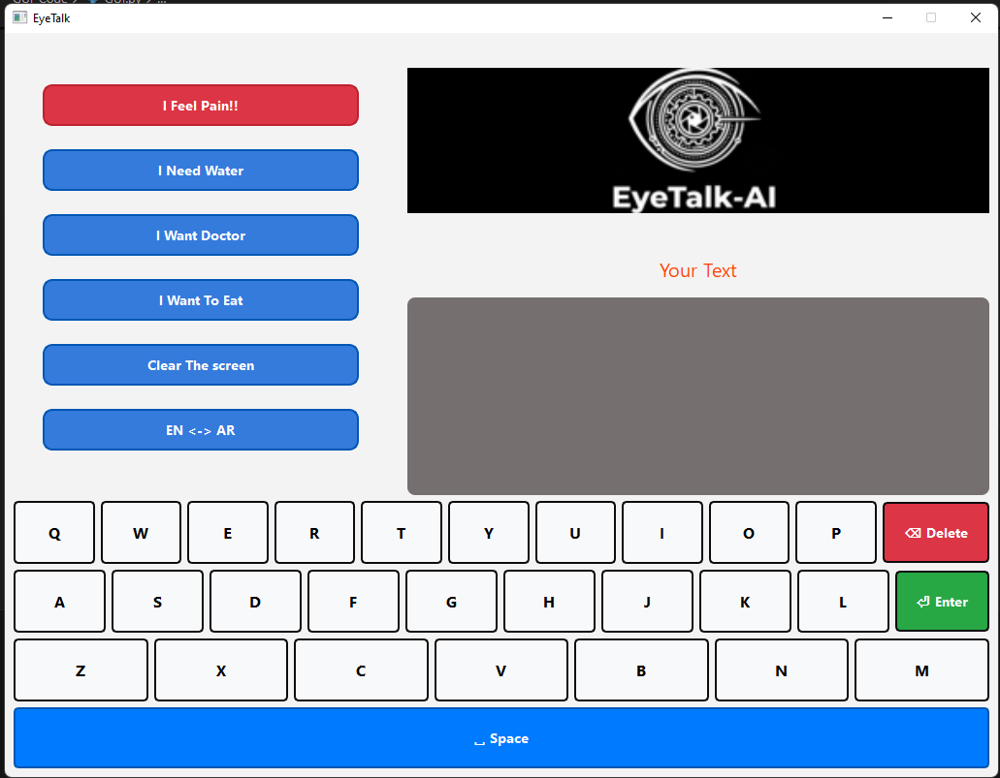 EyeTalk
I Feel Pain!!
I Need Water
I Want Doctor
I Want To Eat
Clear The screen
EN <-> AR
EyeTalk-AI
Your Text
Q W E R T Y U I O P ⌫ Delete
A S D F G H J K L ⏎ Enter
Z X C V B N M
␣ Space